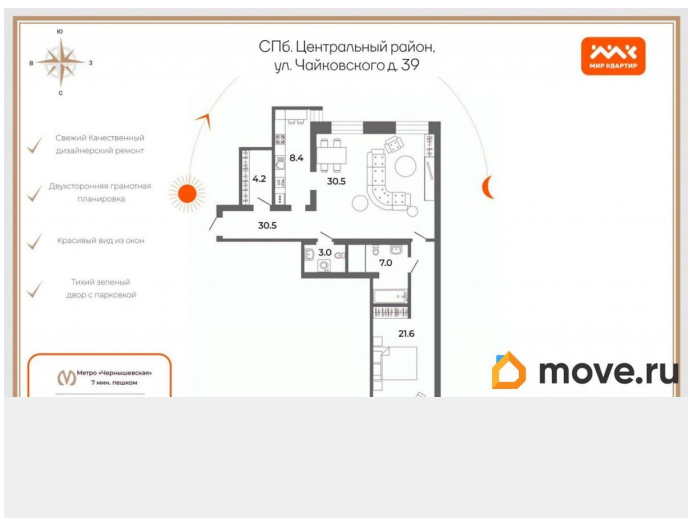 Ю
В
З
С
СПб. Центральный район,
ул. Чайковского д. 39
МИР КВАРТИР
Свежий Качественный
дизайнерский ремонт
Двухсторонняя грамотная
планировка
Красивый вид из окон
Тихий зеленый
двор с парковкой
8.4
4.2
30.5
30.5
3.0
7.0
21.6
Метро «Чернышевская»
7 мин. пешком
move.ru